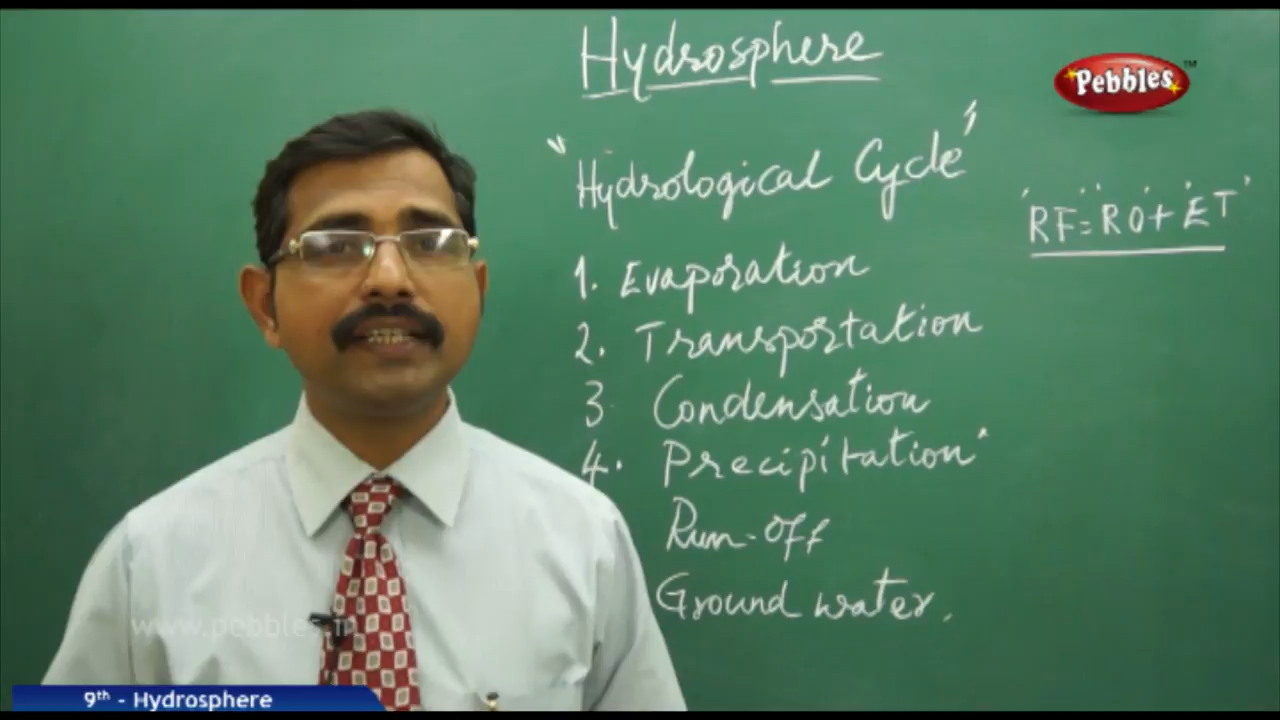 Hydrosphere
Pebbles™
"Hydrological Cycle"
RF = RO + ET
1. Evaporation
2. Transportation
3. Condensation
4. Precipitation
Run-Off
Ground water.
www.pebbles.in
9th - Hydrosphere